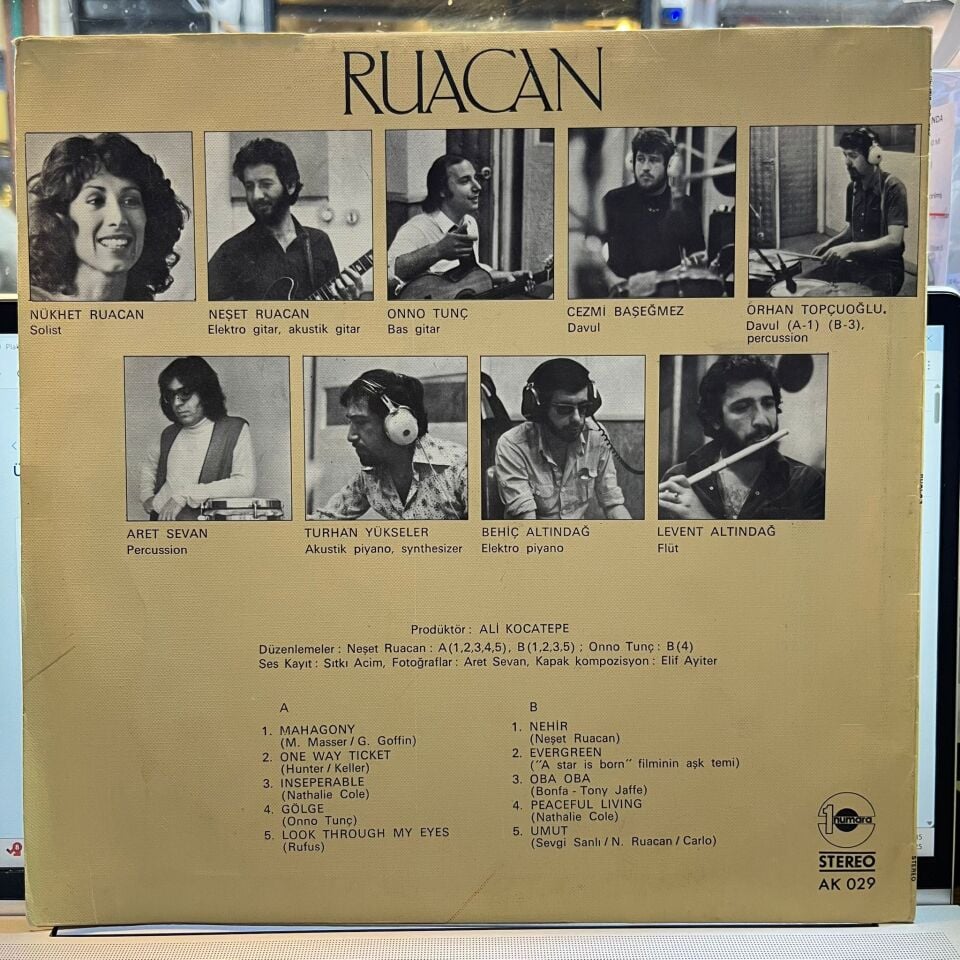 RUACAN
NÜKHET RUACAN
Solist
NEŞET RUACAN
Elektro gitar, akustik gitar
ONNO TUNÇ
Bas gitar
CEZMİ BAŞEĞMEZ
Davul
ORHAN TOPÇUOĞLU.
Davul (A-1) (B-3),
percussion
ARET SEVAN
Percussion
TURHAN YÜKSELER
Akustik piyano, synthesizer
BEHİÇ ALTINDAĞ
Elektro piyano
LEVENT ALTINDAĞ
Flüt
Prodüktör : ALİ KOCATEPE
Düzenlemeler : Neşet Ruacan : A(1,2,3,4,5), B(1,2,3,5) ; Onno Tunç : B(4)
Ses Kayıt : Sıtkı Acim, Fotoğraflar : Aret Sevan, Kapak kompozisyon : Elif Ayiter
A
1. MAHAGONY
(M. Masser / G. Goffin)
2. ONE WAY TICKET
(Hunter / Keller)
3. INSEPERABLE
(Nathalie Cole)
4. GÖLGE
(Onno Tunç)
5. LOOK THROUGH MY EYES
(Rufus)
B
1. NEHİR
(Neşet Ruacan)
2. EVERGREEN
("A star is born" filminin aşk temi)
3. OBA OBA
(Bonfa - Tony Jaffe)
4. PEACEFUL LIVING
(Nathalie Cole)
5. UMUT
(Sevgi Sanlı / N. Ruacan / Carlo)
1 numara
STEREO
AK 029
STEREO